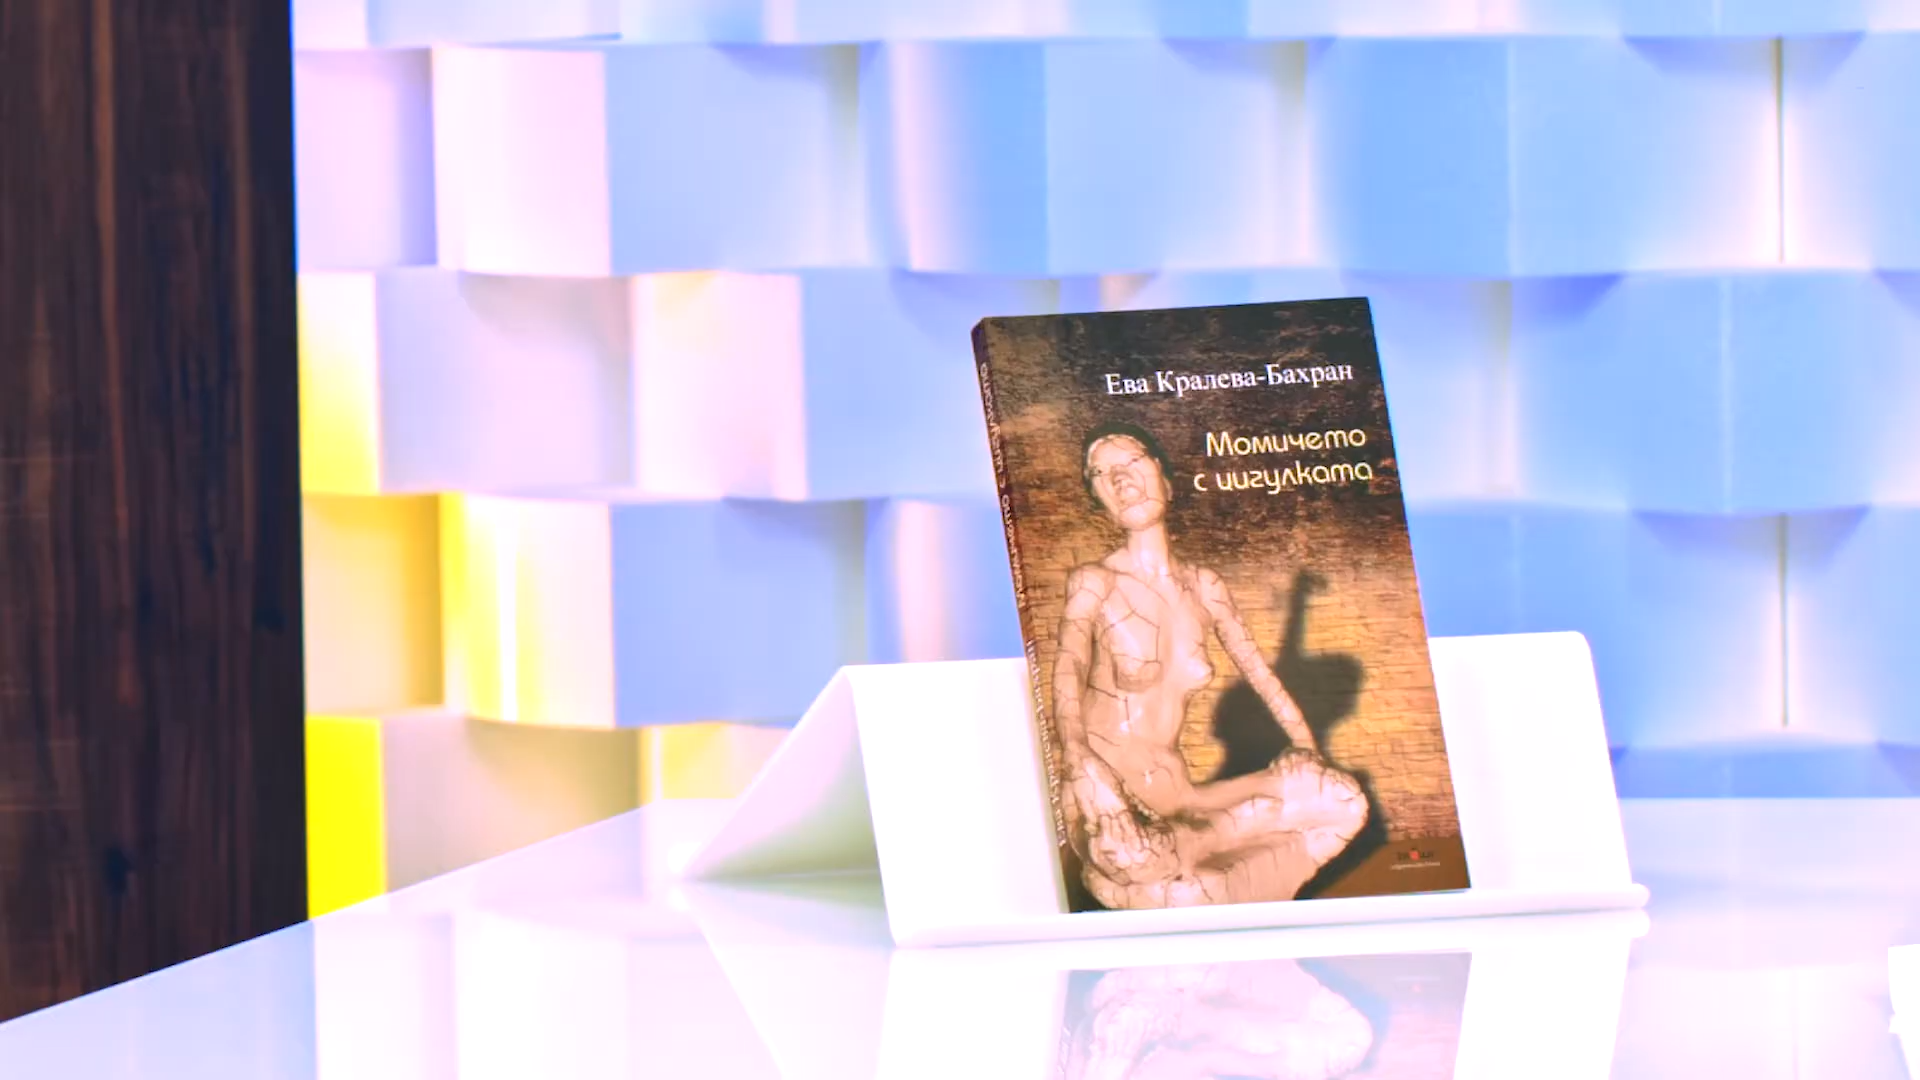 Ева Кралева-Бахран
Момичето
с цигулката